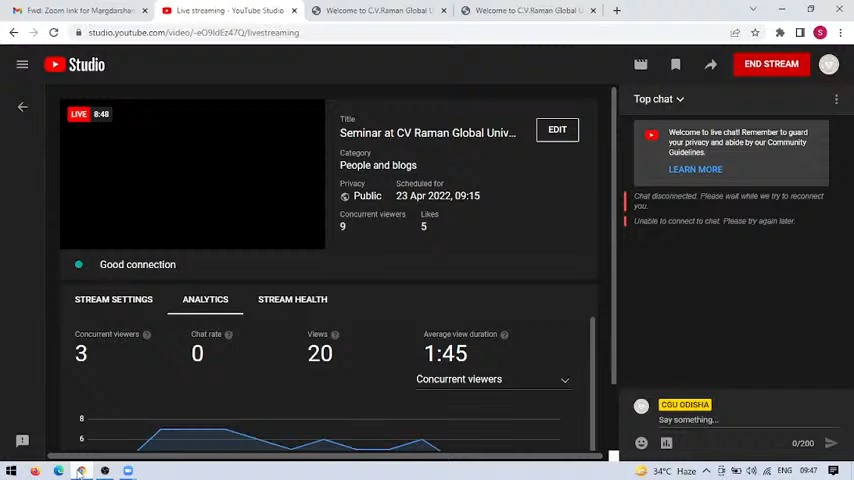 Fwd: Zoom link for Margdarshan
Live streaming - YouTube Studio
Welcome to C.V.Raman Global U
Welcome to C.V.Raman Global U
studio.youtube.com/video/-eO9IdEz47Q/livestreaming
S
Studio
END STREAM
LIVE 8:48
Title
Seminar at CV Raman Global Univ...
EDIT
Category
People and blogs
Privacy
Scheduled for
Public
23 Apr 2022, 09:15
Concurrent viewers
Likes
9
5
Good connection
STREAM SETTINGS
ANALYTICS
STREAM HEALTH
Concurrent viewers
Chat rate
Views
Average view duration
3
0
20
1:45
Concurrent viewers
8
6
Top chat
Welcome to live chat! Remember to guard
your privacy and abide by our Community
Guidelines.
LEARN MORE
Chat disconnected. Please wait while we try to reconnect
you.
Unable to connect to chat. Please try again later.
CGU ODISHA
Say something...
0/200
34°C Haze
ENG
09:47